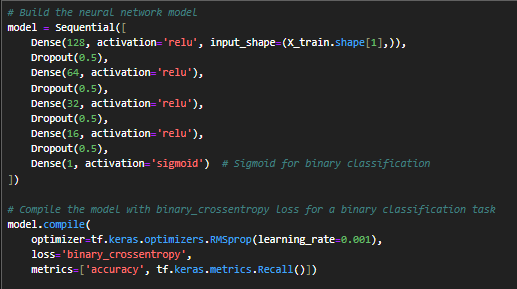 # Build the neural network model
model = Sequential([
    Dense(128, activation='relu', input_shape=(X_train.shape[1],)),
    Dropout(0.5),
    Dense(64, activation='relu'),
    Dropout(0.5),
    Dense(32, activation='relu'),
    Dropout(0.5),
    Dense(16, activation='relu'),
    Dropout(0.5),
    Dense(1, activation='sigmoid')  # Sigmoid for binary classification
])
# Compile the model with binary_crossentropy loss for a binary classification task
model.compile(
    optimizer=tf.keras.optimizers.RMSprop(learning_rate=0.001),
    loss='binary_crossentropy',
    metrics=['accuracy', tf.keras.metrics.Recall()])